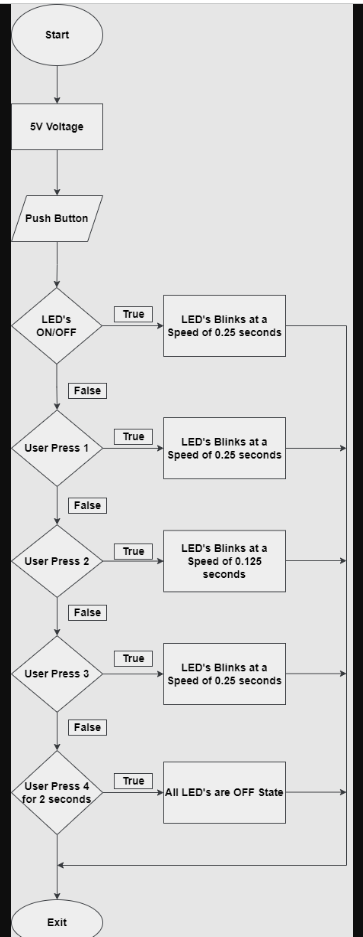 Start
5V Voltage
Push Button
LED's
ON/OFF
True
LED's Blinks at a
Speed of 0.25 seconds
False
User Press 1
True
LED's Blinks at a
Speed of 0.25 seconds
False
User Press 2
True
LED's Blinks at a
Speed of 0.125
seconds
False
User Press 3
True
LED's Blinks at a
Speed of 0.25 seconds
False
User Press 4
for 2 seconds
True
All LED's are OFF State
Exit